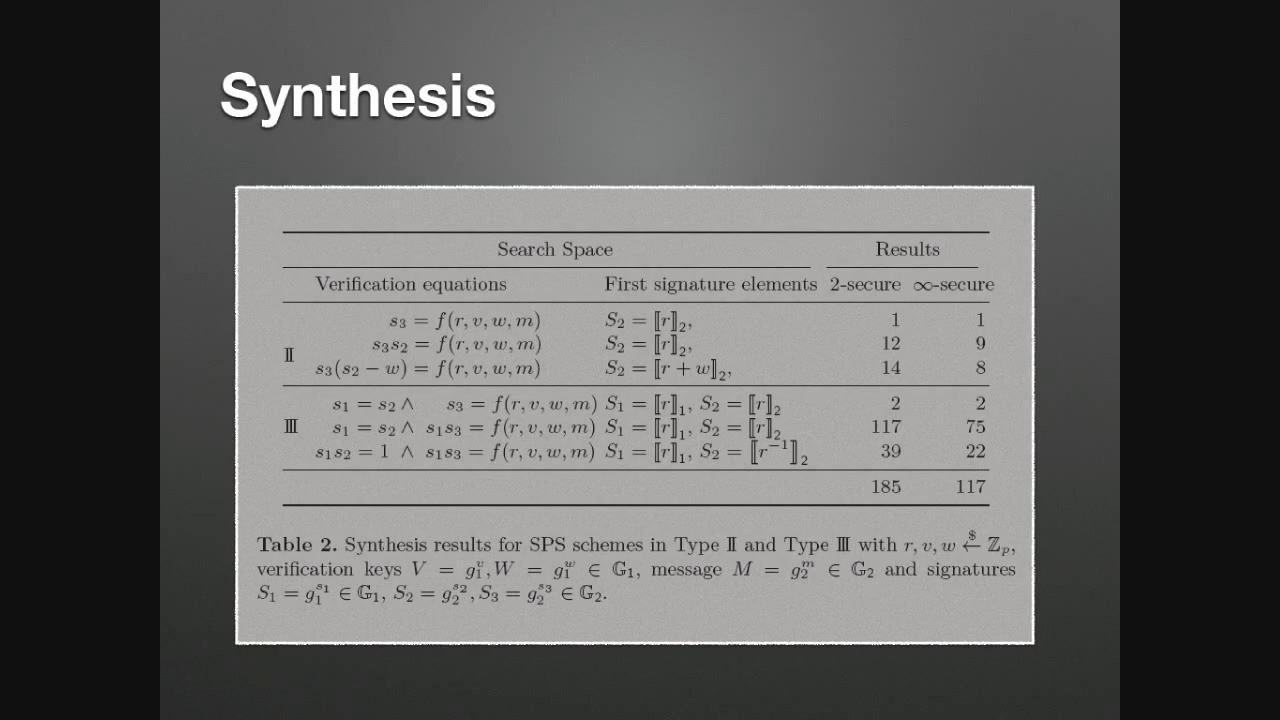 Synthesis
Search Space Results
Verification equations First signature elements 2-secure ∞-secure
s₃ = f(r, v, w, m) S₂ = ⟦r⟧₂, 1 1
𝕀𝕀 s₃s₂ = f(r, v, w, m) S₂ = ⟦r⟧₂, 12 9
s₃(s₂ − w) = f(r, v, w, m) S₂ = ⟦r + w⟧₂, 14 8
s₁ = s₂ ∧ s₃ = f(r, v, w, m) S₁ = ⟦r⟧₁, S₂ = ⟦r⟧₂ 2 2
𝕀𝕀𝕀 s₁ = s₂ ∧ s₁s₃ = f(r, v, w, m) S₁ = ⟦r⟧₁, S₂ = ⟦r⟧₂ 117 75
s₁s₂ = 1 ∧ s₁s₃ = f(r, v, w, m) S₁ = ⟦r⟧₁, S₂ = ⟦r⁻¹⟧₂ 39 22
185 117
Table 2. Synthesis results for SPS schemes in Type 𝕀𝕀 and Type 𝕀𝕀𝕀 with r, v, w ←$ ℤₚ,
verification keys V = g₁^v, W = g₁^w ∈ 𝔾₁, message M = g₂^m ∈ 𝔾₂ and signatures
S₁ = g₁^s₁ ∈ 𝔾₁, S₂ = g₂^s₂, S₃ = g₂^s₃ ∈ 𝔾₂.